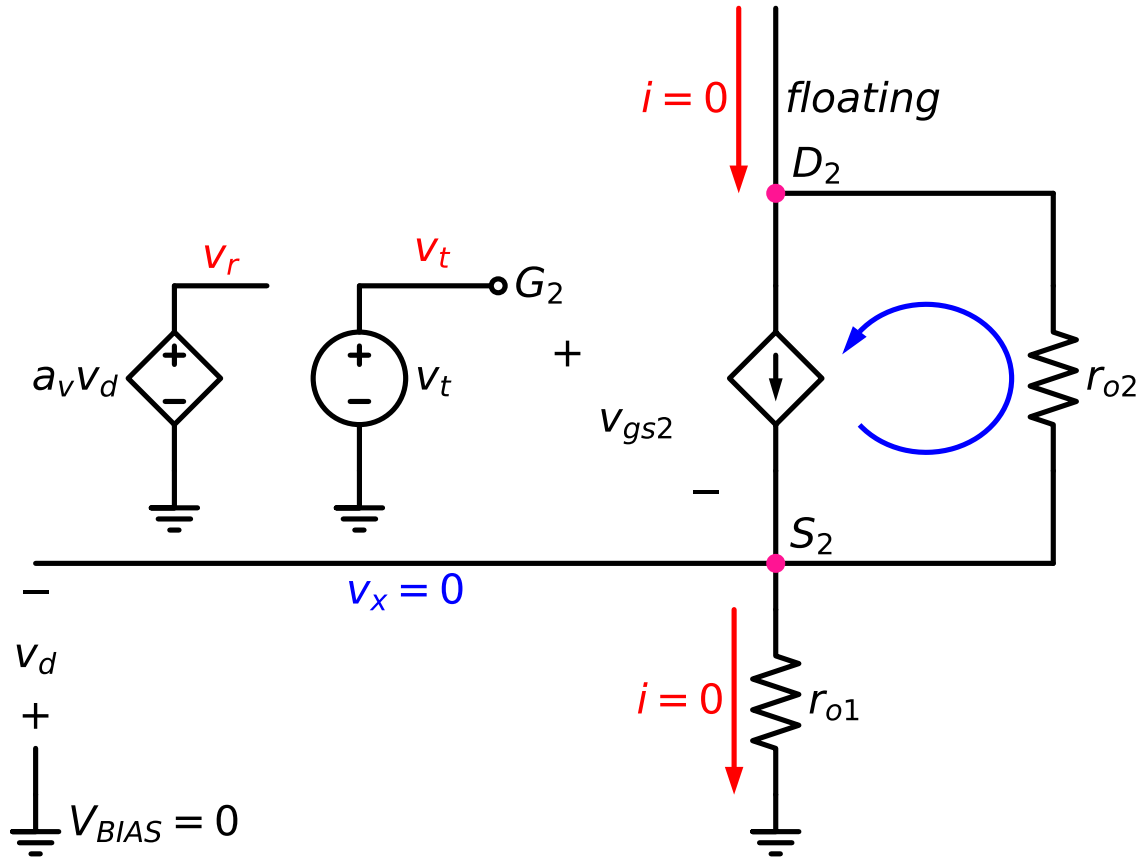 i = 0
floating
D2
vr
vt
G2
+
−
avvd
+
−
vt
+
vgs2
−
ro2
S2
vx = 0
−
vd
+
VBIAS = 0
i = 0
ro1